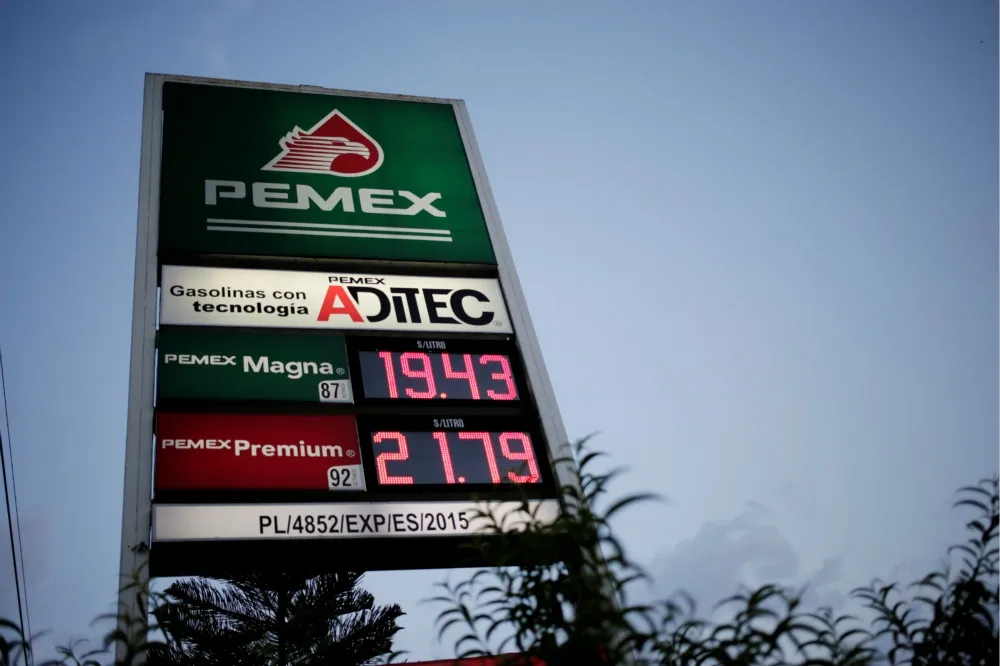 PEMEX
PEMEX
Gasolinas con
tecnología
ADITEC
®
S/LITRO
PEMEX Magna®
87
19.43
S/LITRO
PEMEX Premium®
92
21.79
PL/4852/EXP/ES/2015